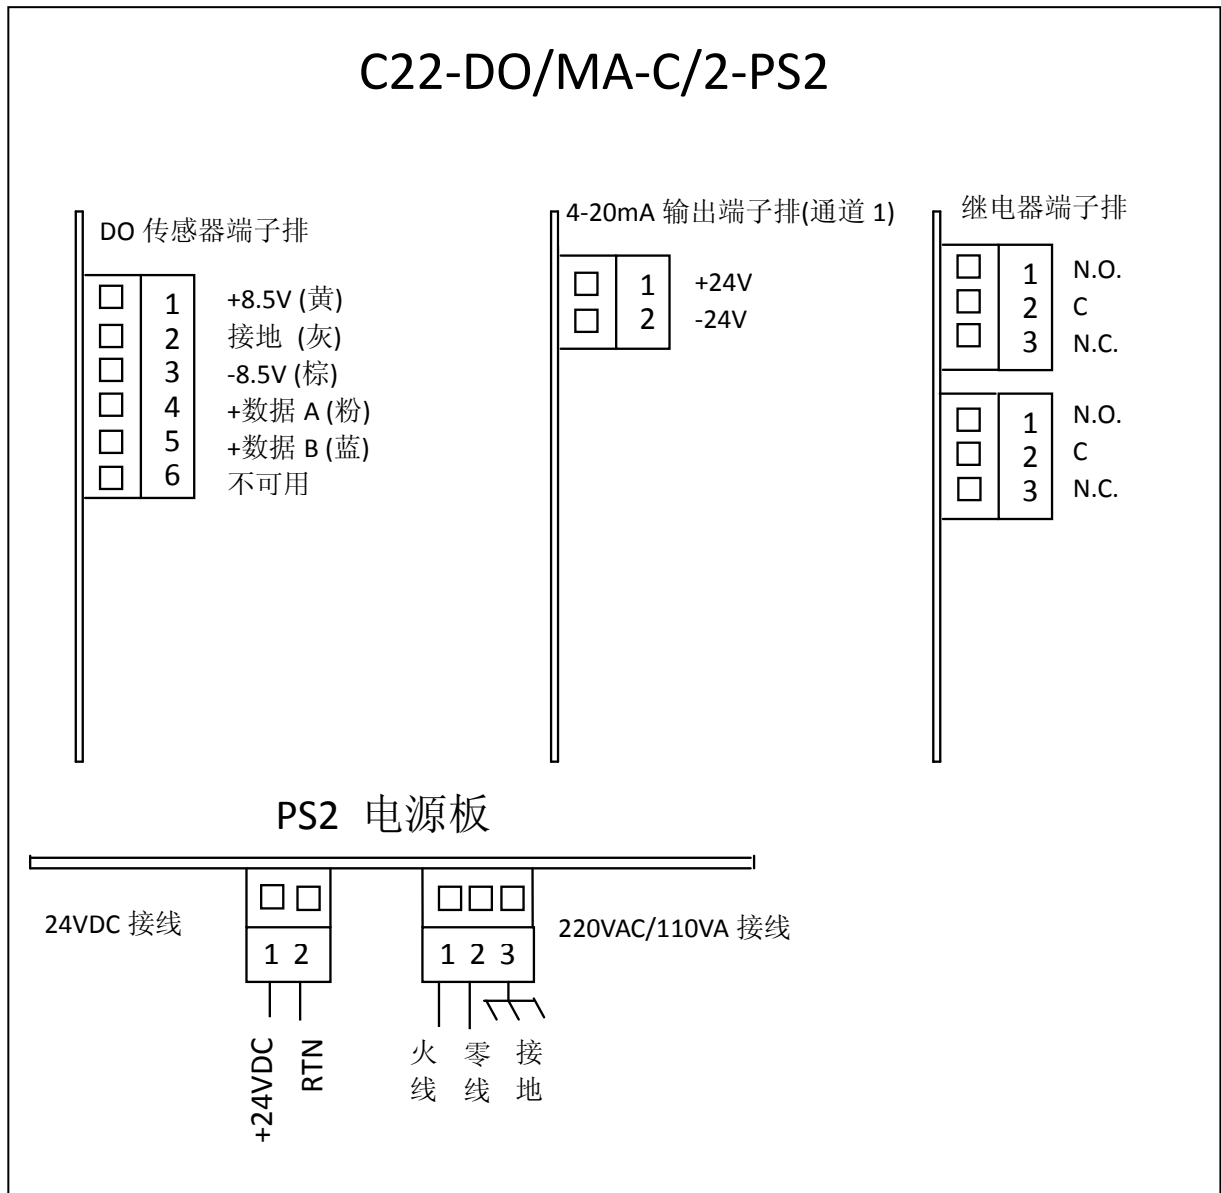 C22-DO/MA-C/2-PS2
DO 传感器端子排
1 +8.5V (黄)
2 接地 (灰)
3 -8.5V (棕)
4 +数据 A (粉)
5 +数据 B (蓝)
6 不可用
4-20mA 输出端子排(通道 1)
1 +24V
2 -24V
继电器端子排
1 N.O.
2 C
3 N.C.
1 N.O.
2 C
3 N.C.
PS2 电源板
24VDC 接线
1 2
+24VDC
RTN
1 2 3
220VAC/110VA 接线
火线
零线
接地